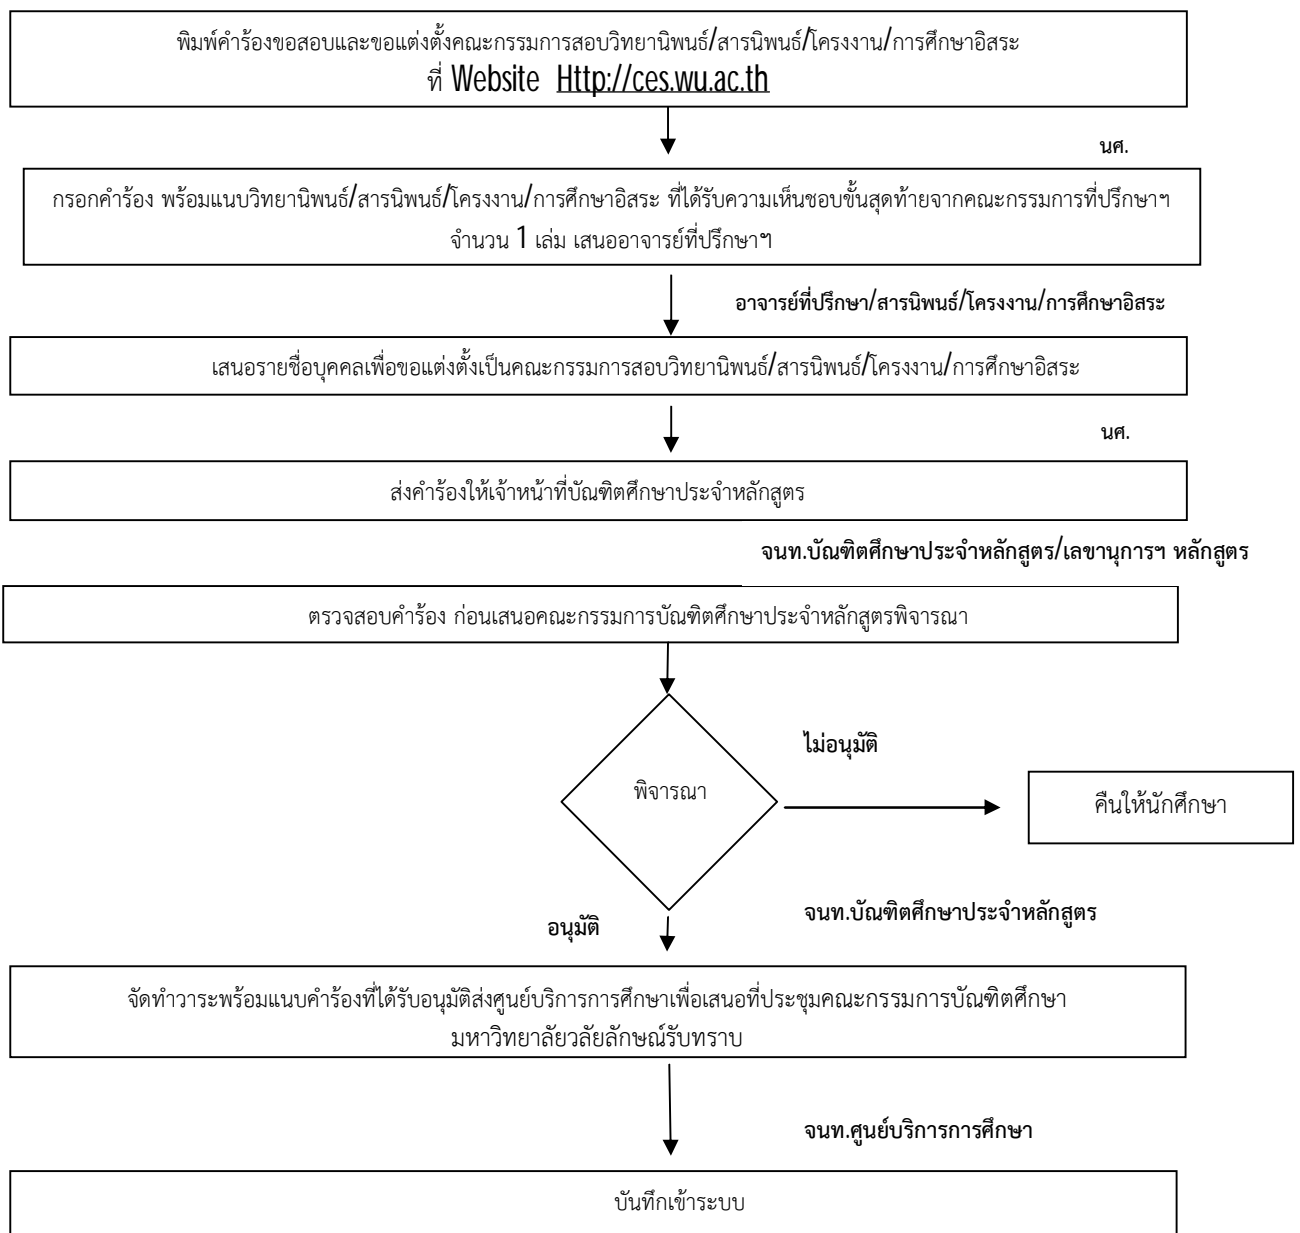 พิมพ์คำร้องขอสอบและขอแต่งตั้งคณะกรรมการสอบวิทยานิพนธ์/สารนิพนธ์/โครงงาน/การศึกษาอิสระ
ที่ Website Http://ces.wu.ac.th
นศ.
กรอกคำร้อง พร้อมแนบวิทยานิพนธ์/สารนิพนธ์/โครงงาน/การศึกษาอิสระ ที่ได้รับความเห็นชอบขั้นสุดท้ายจากคณะกรรมการที่ปรึกษาฯ
จำนวน 1 เล่ม เสนออาจารย์ที่ปรึกษาฯ
อาจารย์ที่ปรึกษา/สารนิพนธ์/โครงงาน/การศึกษาอิสระ
เสนอรายชื่อบุคคลเพื่อขอแต่งตั้งเป็นคณะกรรมการสอบวิทยานิพนธ์/สารนิพนธ์/โครงงาน/การศึกษาอิสระ
นศ.
ส่งคำร้องให้เจ้าหน้าที่บัณฑิตศึกษาประจำหลักสูตร
จนท.บัณฑิตศึกษาประจำหลักสูตร/เลขานุการฯ หลักสูตร
ตรวจสอบคำร้อง ก่อนเสนอคณะกรรมการบัณฑิตศึกษาประจำหลักสูตรพิจารณา
ไม่อนุมัติ
พิจารณา
คืนให้นักศึกษา
จนท.บัณฑิตศึกษาประจำหลักสูตร
อนุมัติ
จัดทำวาระพร้อมแนบคำร้องที่ได้รับอนุมัติส่งศูนย์บริการการศึกษาเพื่อเสนอที่ประชุมคณะกรรมการบัณฑิตศึกษา
มหาวิทยาลัยวลัยลักษณ์รับทราบ
จนท.ศูนย์บริการการศึกษา
บันทึกเข้าระบบ